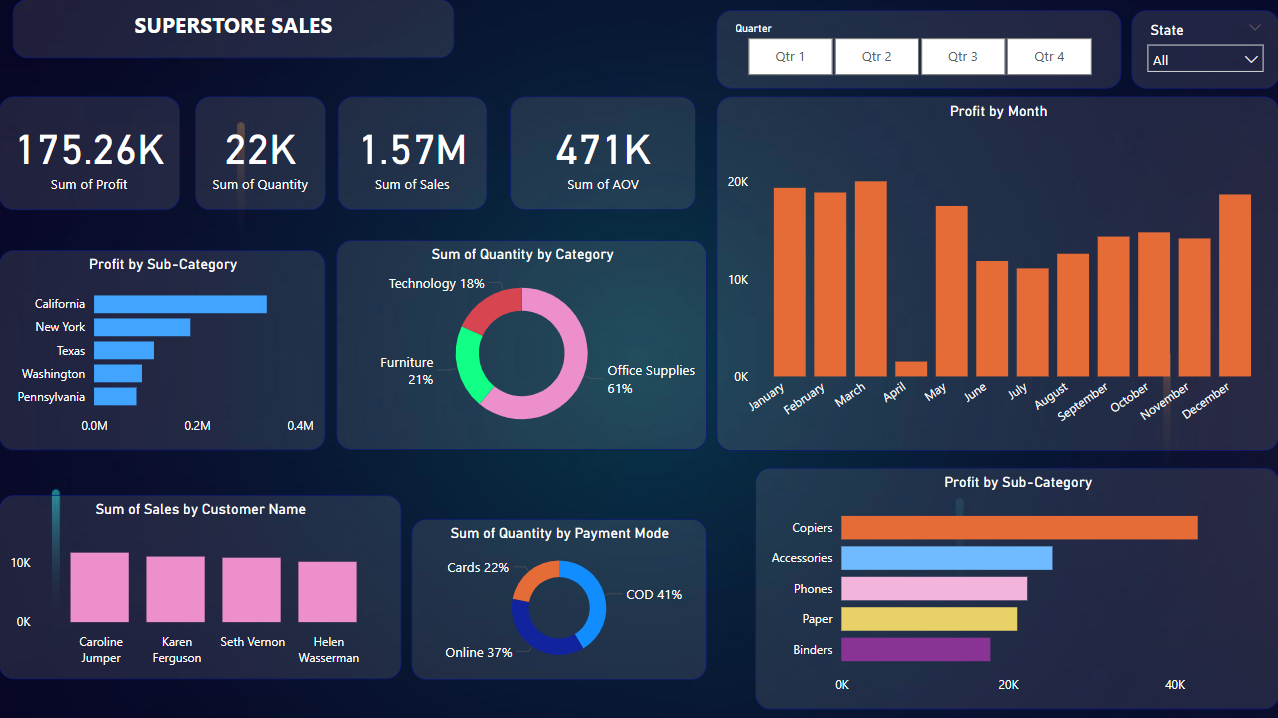 SUPERSTORE SALES
Quarter
Qtr 1
Qtr 2
Qtr 3
Qtr 4
State
All
175.26K
Sum of Profit
22K
Sum of Quantity
1.57M
Sum of Sales
471K
Sum of AOV
Profit by Month
20K
10K
0K
January
February
March
April
May
June
July
August
September
October
November
December
Profit by Sub-Category
California
New York
Texas
Washington
Pennsylvania
0.0M
0.2M
0.4M
Sum of Quantity by Category
Technology 18%
Furniture
21%
Office Supplies
61%
Sum of Sales by Customer Name
10K
0K
Caroline
Jumper
Karen
Ferguson
Seth Vernon
Helen
Wasserman
Sum of Quantity by Payment Mode
Cards 22%
COD 41%
Online 37%
Profit by Sub-Category
Copiers
Accessories
Phones
Paper
Binders
0K
20K
40K